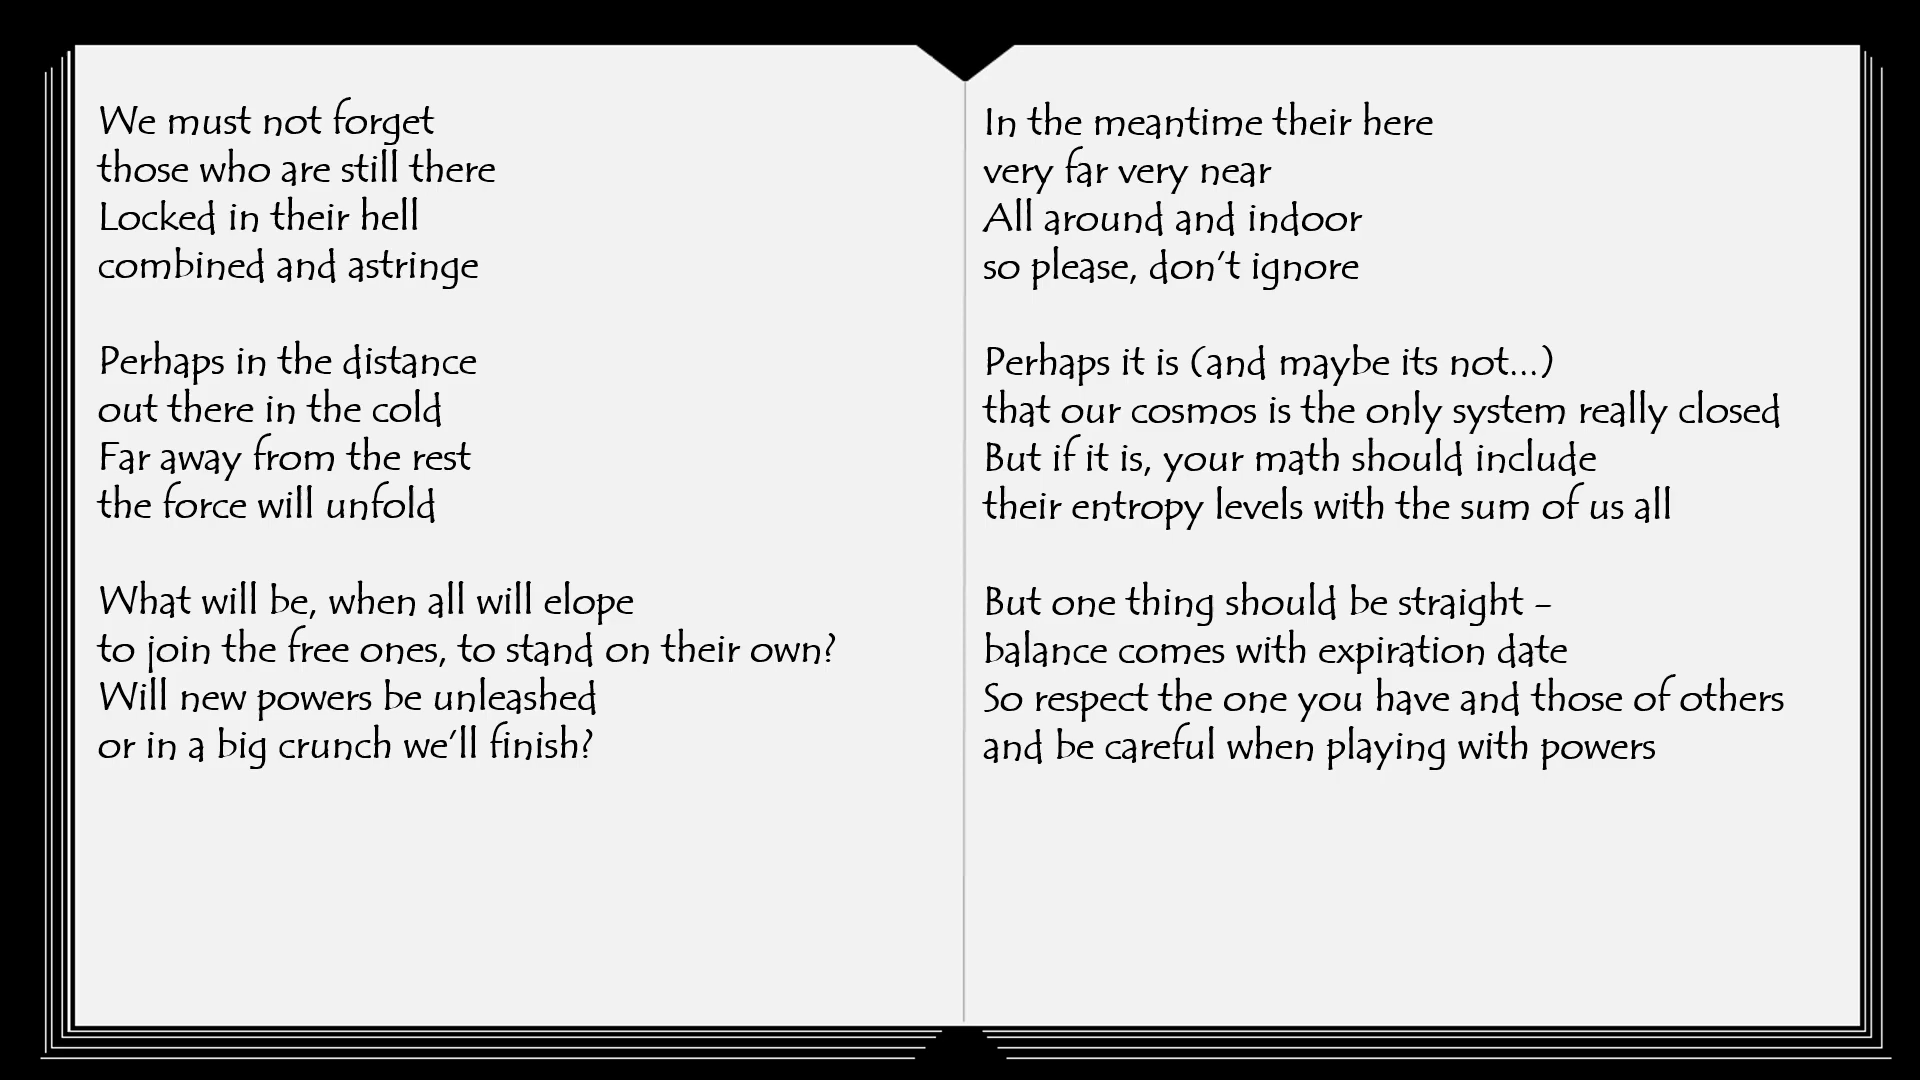 We must not forget
those who are still there
Locked in their hell
combined and astringe
Perhaps in the distance
out there in the cold
Far away from the rest
the force will unfold
What will be, when all will elope
to join the free ones, to stand on their own?
Will new powers be unleashed
or in a big crunch we'll finish?
In the meantime their here
very far very near
All around and indoor
so please, don't ignore
Perhaps it is (and maybe its not...)
that our cosmos is the only system really closed
But if it is, your math should include
their entropy levels with the sum of us all
But one thing should be straight –
balance comes with expiration date
So respect the one you have and those of others
and be careful when playing with powers